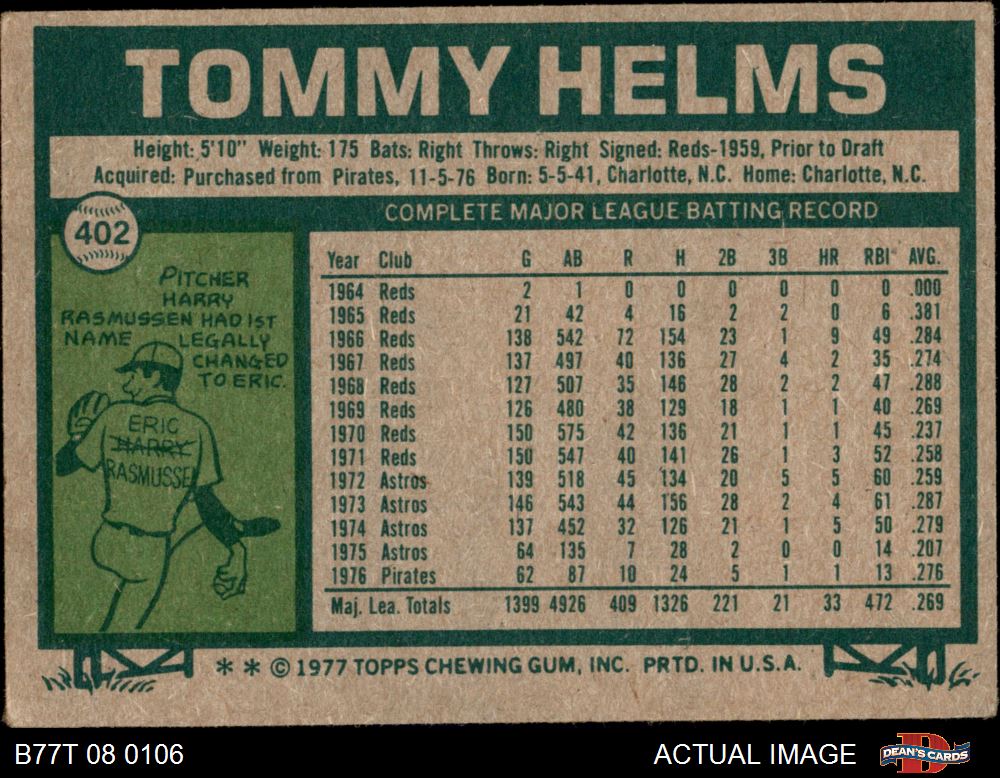 TOMMY HELMS
Height: 5'10" Weight: 175 Bats: Right Throws: Right Signed: Reds-1959, Prior to Draft
Acquired: Purchased from Pirates, 11-5-76 Born: 5-5-41, Charlotte, N.C. Home: Charlotte, N.C.
402
COMPLETE MAJOR LEAGUE BATTING RECORD
PITCHER
HARRY
RASMUSSEN HAD 1ST
NAME LEGALLY
CHANGED
TO ERIC.
ERIC
HARRY
RASMUSSE
Year Club G AB R H 2B 3B HR RBI AVG.
1964 Reds 2 1 0 0 0 0 0 0 .000
1965 Reds 21 42 4 16 2 2 0 6 .381
1966 Reds 138 542 72 154 23 1 9 49 .284
1967 Reds 137 497 40 136 27 4 2 35 .274
1968 Reds 127 507 35 146 28 2 2 47 .288
1969 Reds 126 480 38 129 18 1 1 40 .269
1970 Reds 150 575 42 136 21 1 1 45 .237
1971 Reds 150 547 40 141 26 1 3 52 .258
1972 Astros 139 518 45 134 20 5 5 60 .259
1973 Astros 146 543 44 156 28 2 4 61 .287
1974 Astros 137 452 32 126 21 1 5 50 .279
1975 Astros 64 135 7 28 2 0 0 14 .207
1976 Pirates 62 87 10 24 5 1 1 13 .276
Maj. Lea. Totals 1399 4926 409 1326 221 21 33 472 .269
* * © 1977 TOPPS CHEWING GUM, INC. PRTD. IN U.S.A.
B77T 08 0106
ACTUAL IMAGE
DEAN'S CARDS